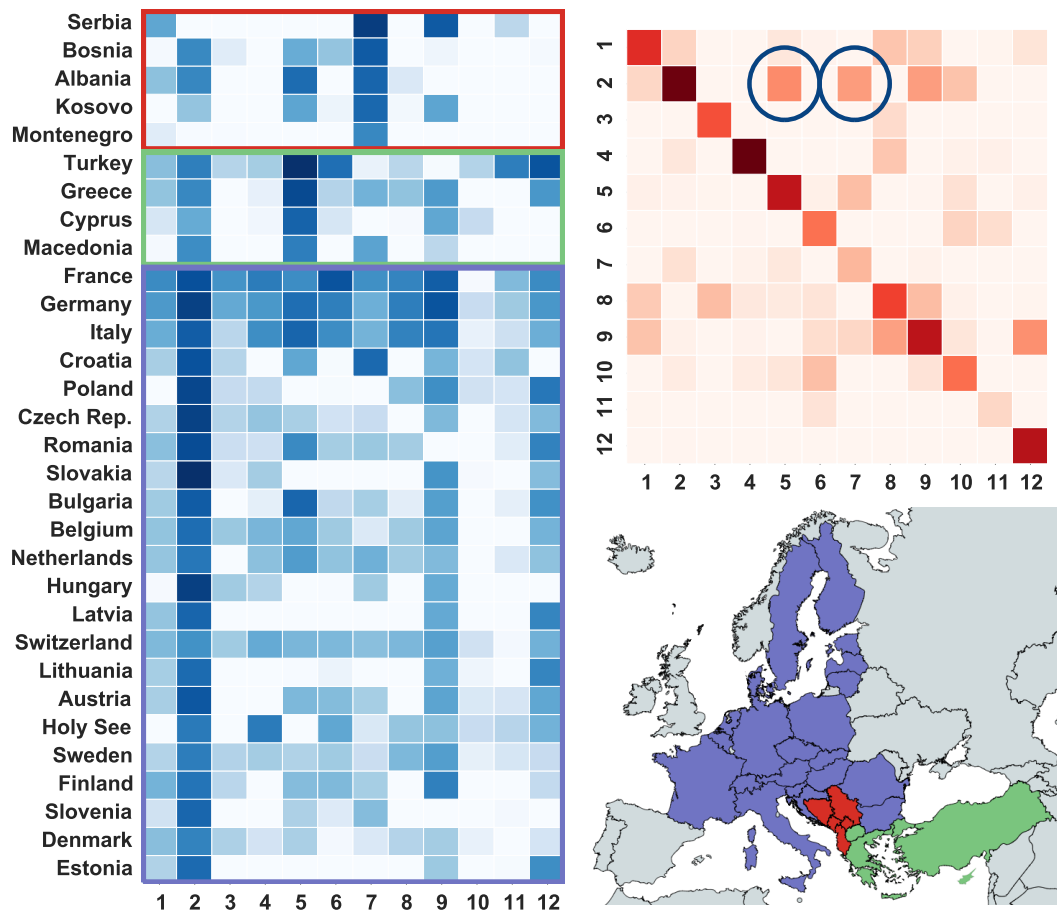 Serbia
Bosnia
Albania
Kosovo
Montenegro
Turkey
Greece
Cyprus
Macedonia
France
Germany
Italy
Croatia
Poland
Czech Rep.
Romania
Slovakia
Bulgaria
Belgium
Netherlands
Hungary
Latvia
Switzerland
Lithuania
Austria
Holy See
Sweden
Finland
Slovenia
Denmark
Estonia
1 2 3 4 5 6 7 8 9 10 11 12
1
2
3
4
5
6
7
8
9
10
11
12
1 2 3 4 5 6 7 8 9 10 11 12